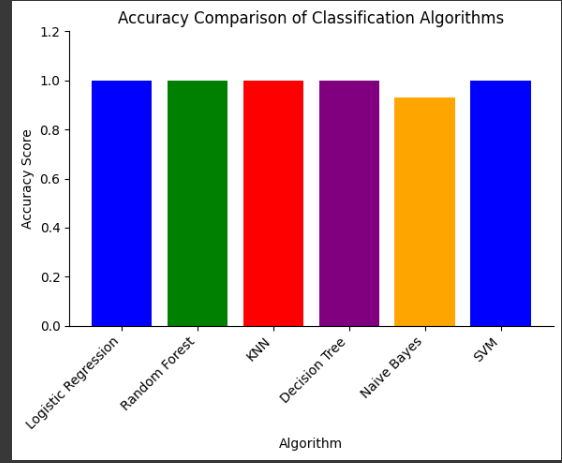 Accuracy Comparison of Classification Algorithms
1.2
1.0
0.8
0.6
0.4
0.2
0.0
Accuracy Score
Logistic Regression
Random Forest
KNN
Decision Tree
Naive Bayes
SVM
Algorithm